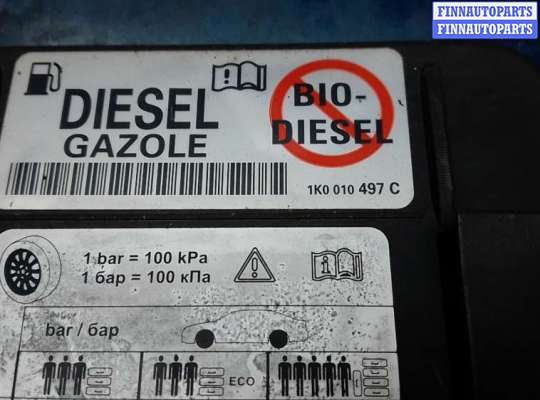 FINNAUTOPARTS
FINNAUTOPARTS
DIESEL
GAZOLE
BIO-
DIESEL
1K0 010 497 C
1 bar = 100 kPa
1 бар = 100 кПа
bar / бар
ECO